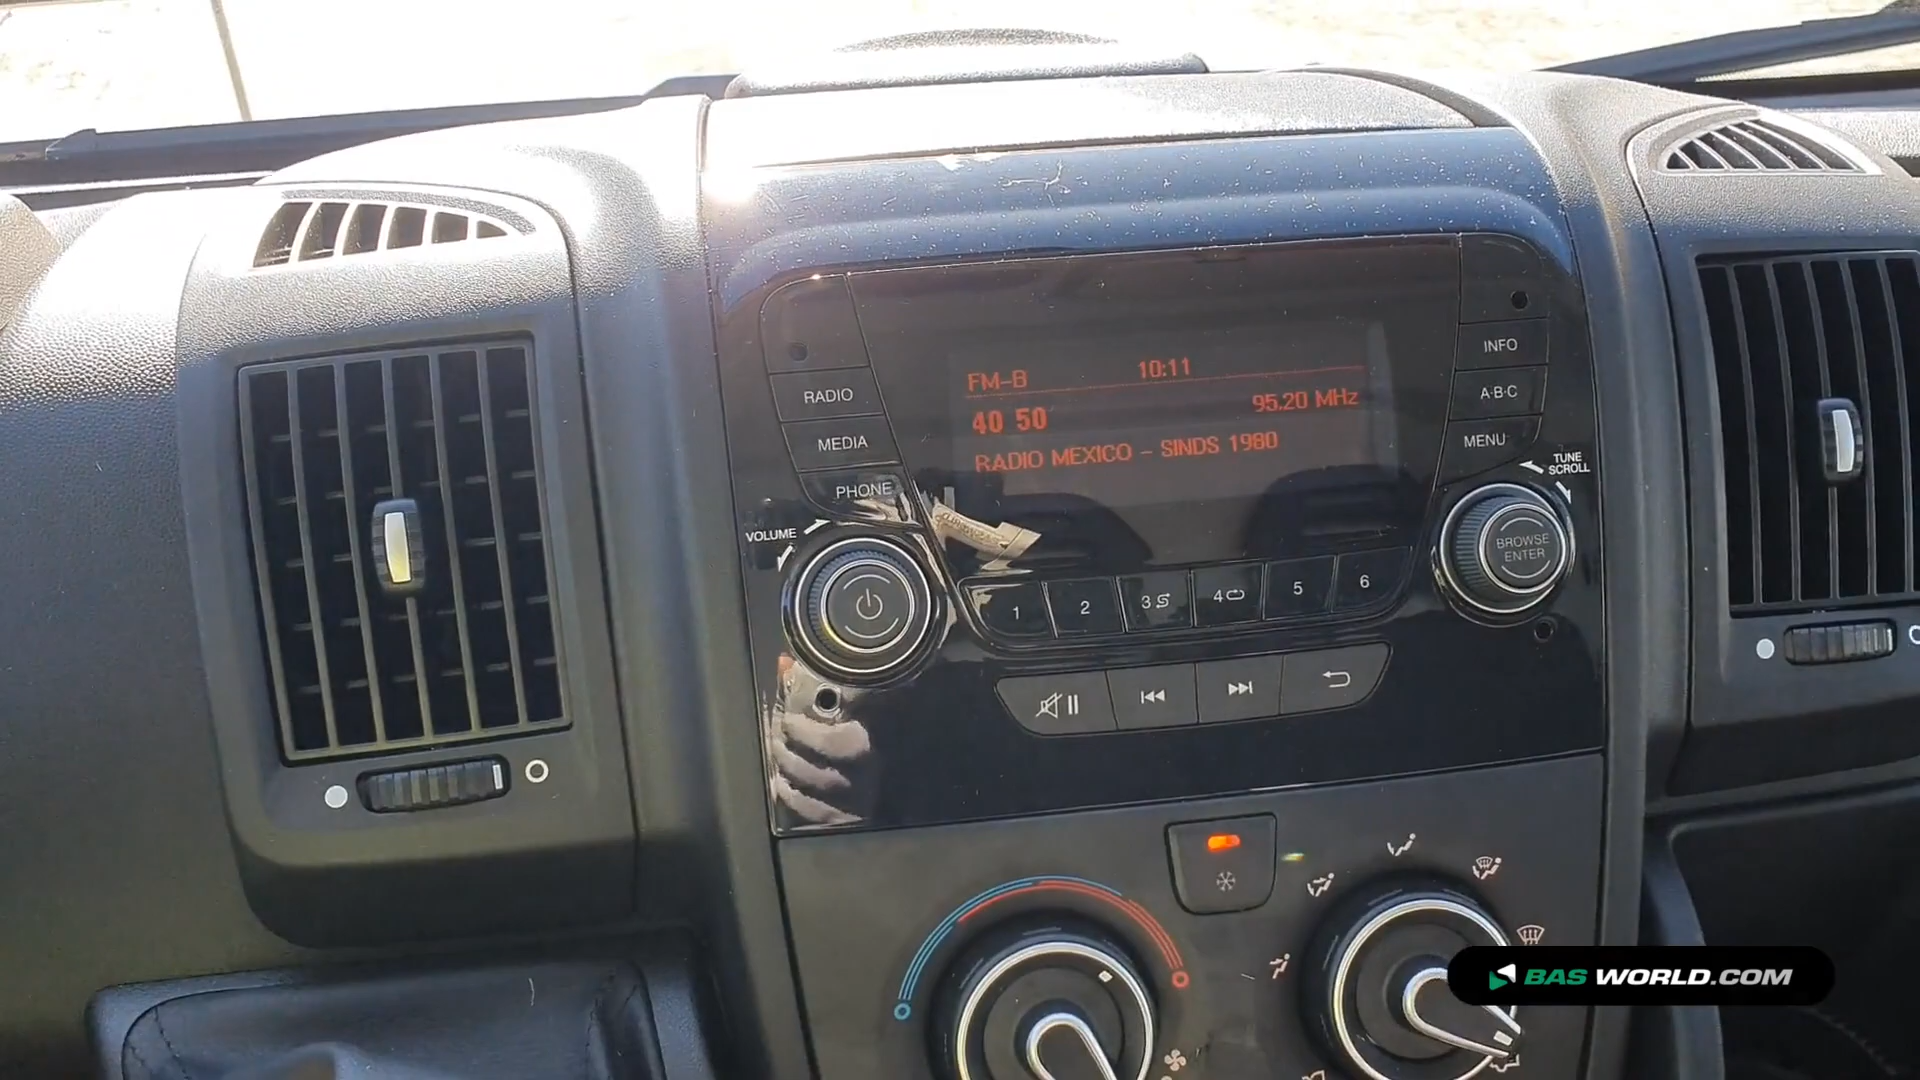 FM-B 10:11
40 50 95.20 MHz
RADIO MEXICO - SINDS 1980
RADIO
MEDIA
PHONE
VOLUME
INFO
A·B·C
MENU
TUNE
SCROLL
BROWSE
ENTER
1 2 3 4 5 6
BAS WORLD.COM